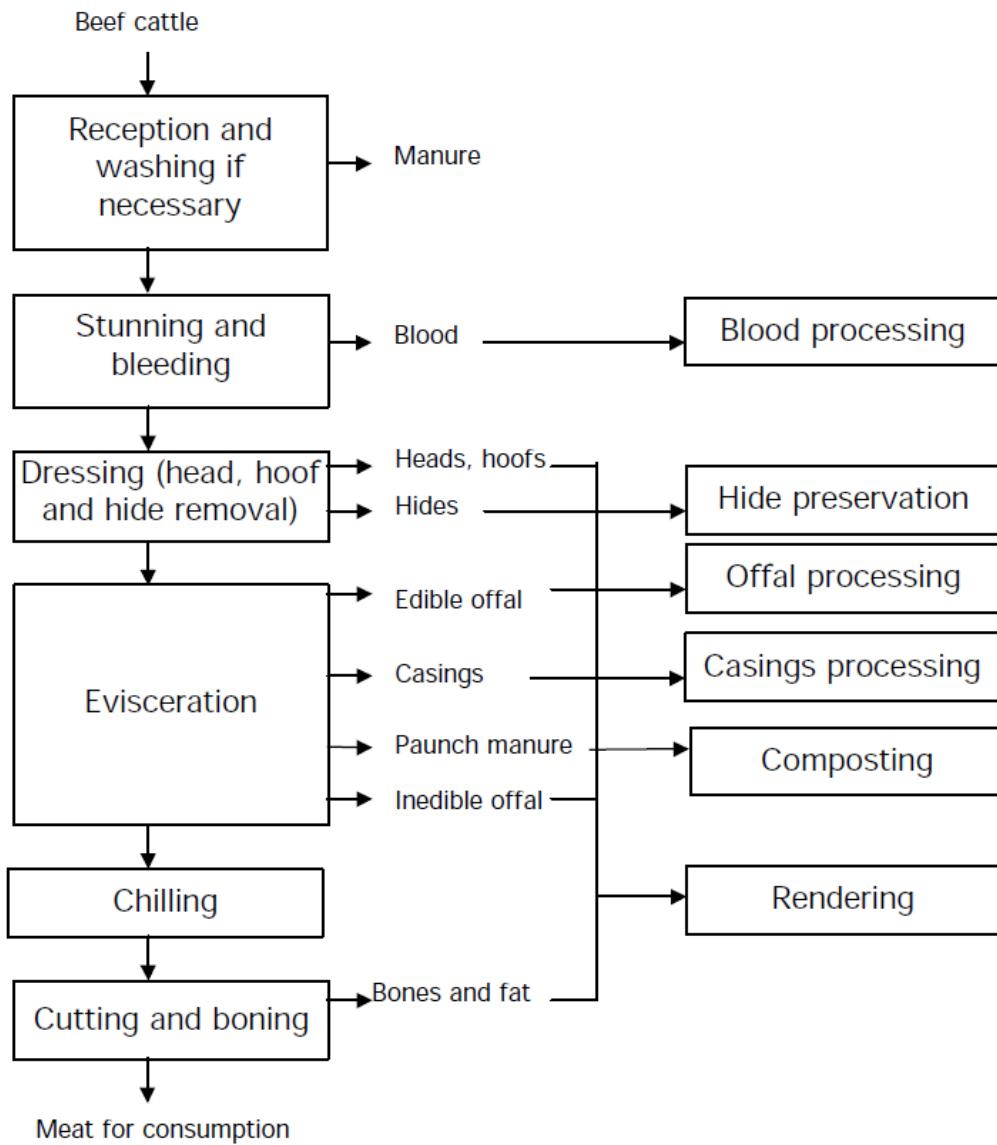 Beef cattle
Reception and
washing if
necessary
Manure
Stunning and
bleeding
Blood
Blood processing
Dressing (head, hoof
and hide removal)
Heads, hoofs
Hides
Hide preservation
Evisceration
Edible offal
Offal processing
Casings
Casings processing
Paunch manure
Composting
Inedible offal
Rendering
Chilling
Cutting and boning
Bones and fat
Meat for consumption